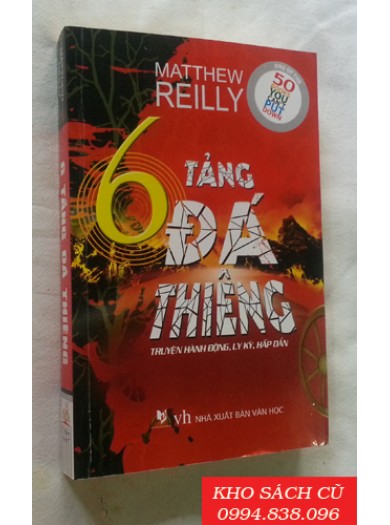 MATTHEW
REILLY
50
YOU
PUT
DOWN
6
TẢNG
ĐÁ
THIÊNG
TRUYỆN HÀNH ĐỘNG, LY KỲ, HẤP DẪN
vh NHÀ XUẤT BẢN VĂN HỌC
6 TẢNG ĐÁ THIÊNG
KHO SÁCH CŨ
0994.838.096